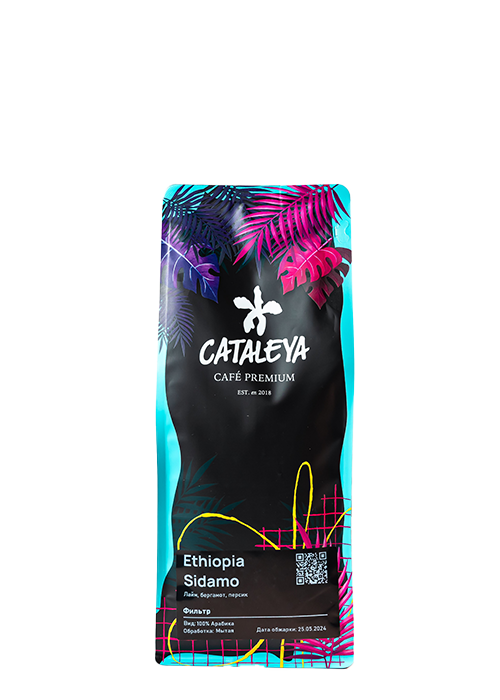 CATALEYA
CAFÉ PREMIUM
EST. en 2018
Ethiopia
Sidamo
Лайм, бергамот, персик
Фильтр
Вид: 100% Арабика
Обработка: Мытая
Дата обжарки: 25.05.2024